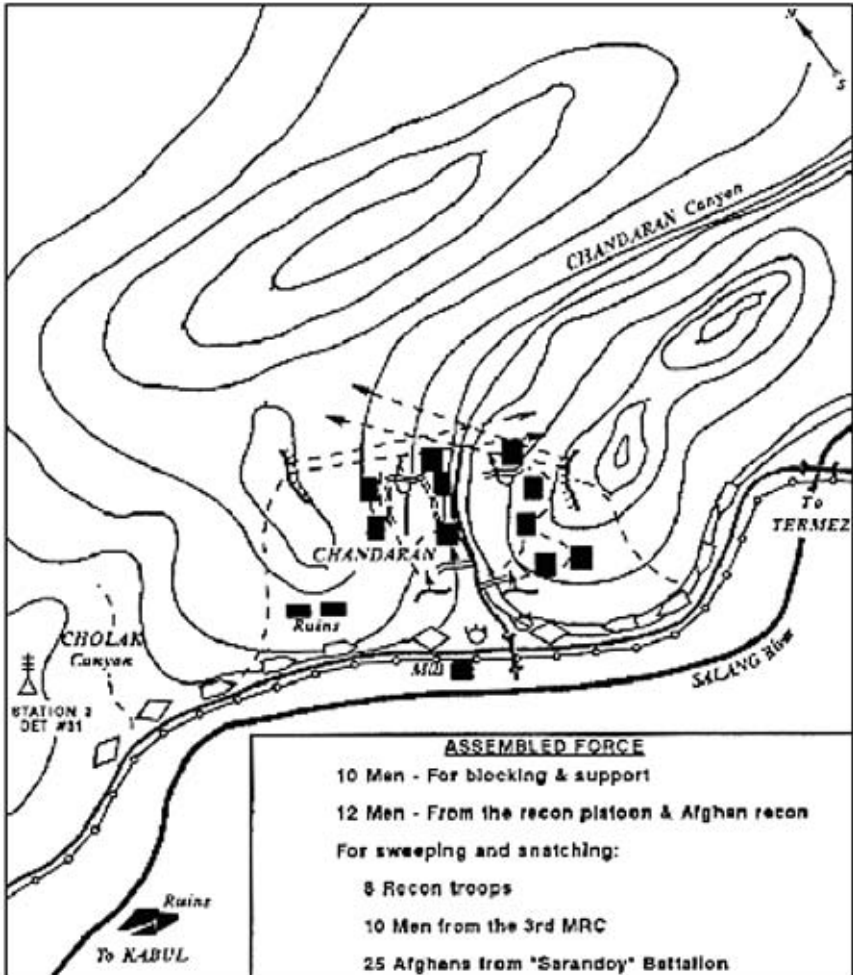 N
S
CHANDARAN Canyon
To
TERMEZ
CHANDARAN
Ruins
CHOLAK
Canyon
STATION 3
DET #31
Mill
SALANG River
Ruins
To KABUL
ASSEMBLED FORCE
10 Men - For blocking & support
12 Men - From the recon platoon & Afghan recon
For sweeping and snatching:
8 Recon troops
10 Men from the 3rd MRC
25 Afghans from "Sarandoy" Battalion